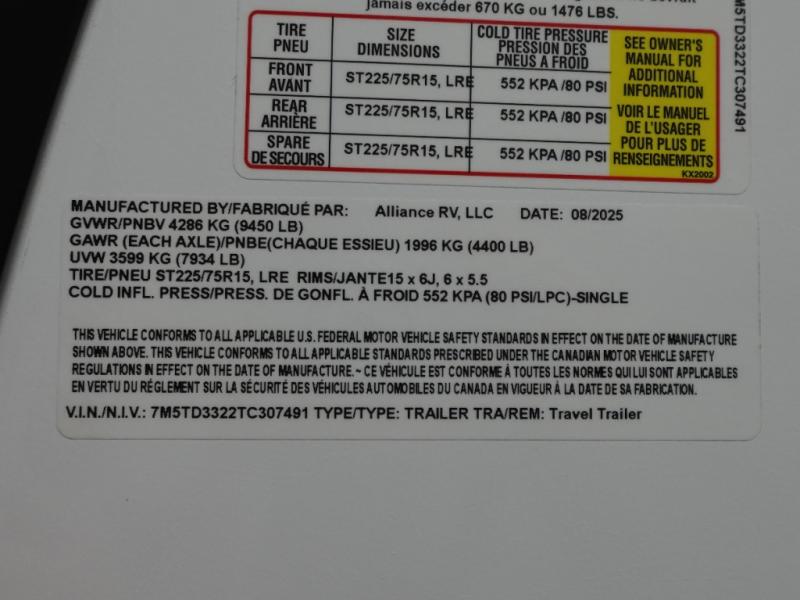 jamais excéder 670 KG ou 1476 LBS.
TIRE PNEU SIZE DIMENSIONS COLD TIRE PRESSURE PRESSION DES PNEUS A FROID
FRONT AVANT ST225/75R15, LRE 552 KPA /80 PSI
REAR ARRIÈRE ST225/75R15, LRE 552 KPA /80 PSI
SPARE DE SECOURS ST225/75R15, LRE 552 KPA /80 PSI
SEE OWNER'S
MANUAL FOR
ADDITIONAL
INFORMATION
VOIR LE MANUEL
DE L'USAGER
POUR PLUS DE
RENSEIGNEMENTS
KX2002
M5TD3322TC307491
MANUFACTURED BY/FABRIQUÉ PAR: Alliance RV, LLC DATE: 08/2025
GVWR/PNBV 4286 KG (9450 LB)
GAWR (EACH AXLE)/PNBE(CHAQUE ESSIEU) 1996 KG (4400 LB)
UVW 3599 KG (7934 LB)
TIRE/PNEU ST225/75R15, LRE RIMS/JANTE15 x 6J, 6 x 5.5
COLD INFL. PRESS/PRESS. DE GONFL. À FROID 552 KPA (80 PSI/LPC)-SINGLE
THIS VEHICLE CONFORMS TO ALL APPLICABLE U.S. FEDERAL MOTOR VEHICLE SAFETY STANDARDS IN EFFECT ON THE DATE OF MANUFACTURE
SHOWN ABOVE. THIS VEHICLE CONFORMS TO ALL APPLICABLE STANDARDS PRESCRIBED UNDER THE CANADIAN MOTOR VEHICLE SAFETY
REGULATIONS IN EFFECT ON THE DATE OF MANUFACTURE.~ CE VÉHICULE EST CONFORME À TOUTES LES NORMES QUI LUI SONT APPLICABLES
EN VERTU DU RÉGLEMENT SUR LA SÉCURITÉ DES VÉHICULES AUTOMOBILES DU CANADA EN VIGUEUR À LA DATE DE SA FABRICATION.
V.I.N./N.I.V.: 7M5TD3322TC307491 TYPE/TYPE: TRAILER TRA/REM: Travel Trailer